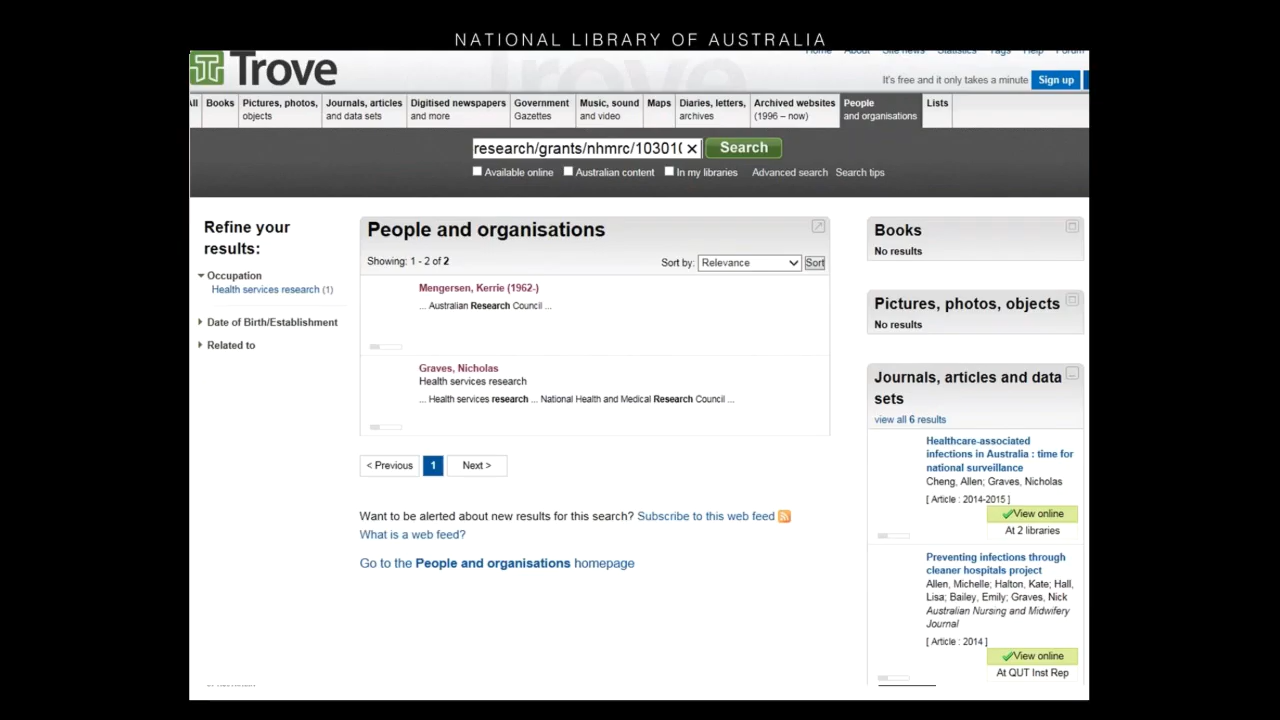 NATIONAL LIBRARY OF AUSTRALIA
Home About Site news Statistics Tags Help Forum
Trove
It's free and it only takes a minute Sign up
All Books Pictures, photos, objects Journals, articles and data sets Digitised newspapers and more Government Gazettes Music, sound and video Maps Diaries, letters, archives Archived websites (1996 – now) People and organisations Lists
research/grants/nhmrc/10301( × Search
Available online Australian content In my libraries Advanced search Search tips
Refine your
results:
Occupation
Health services research (1)
Date of Birth/Establishment
Related to
People and organisations
Showing: 1 - 2 of 2
Sort by: Relevance Sort
Mengersen, Kerrie (1962-)
... Australian Research Council ...
Graves, Nicholas
Health services research
... Health services research ... National Health and Medical Research Council ...
< Previous 1 Next >
Want to be alerted about new results for this search? Subscribe to this web feed
What is a web feed?
Go to the People and organisations homepage
Books
No results
Pictures, photos, objects
No results
Journals, articles and data
sets
view all 6 results
Healthcare-associated
infections in Australia : time for
national surveillance
Cheng, Allen; Graves, Nicholas
[ Article : 2014-2015 ]
View online
At 2 libraries
Preventing infections through
cleaner hospitals project
Allen, Michelle; Halton, Kate; Hall,
Lisa; Bailey, Emily; Graves, Nick
Australian Nursing and Midwifery
Journal
[ Article : 2014 ]
View online
At QUT Inst Rep